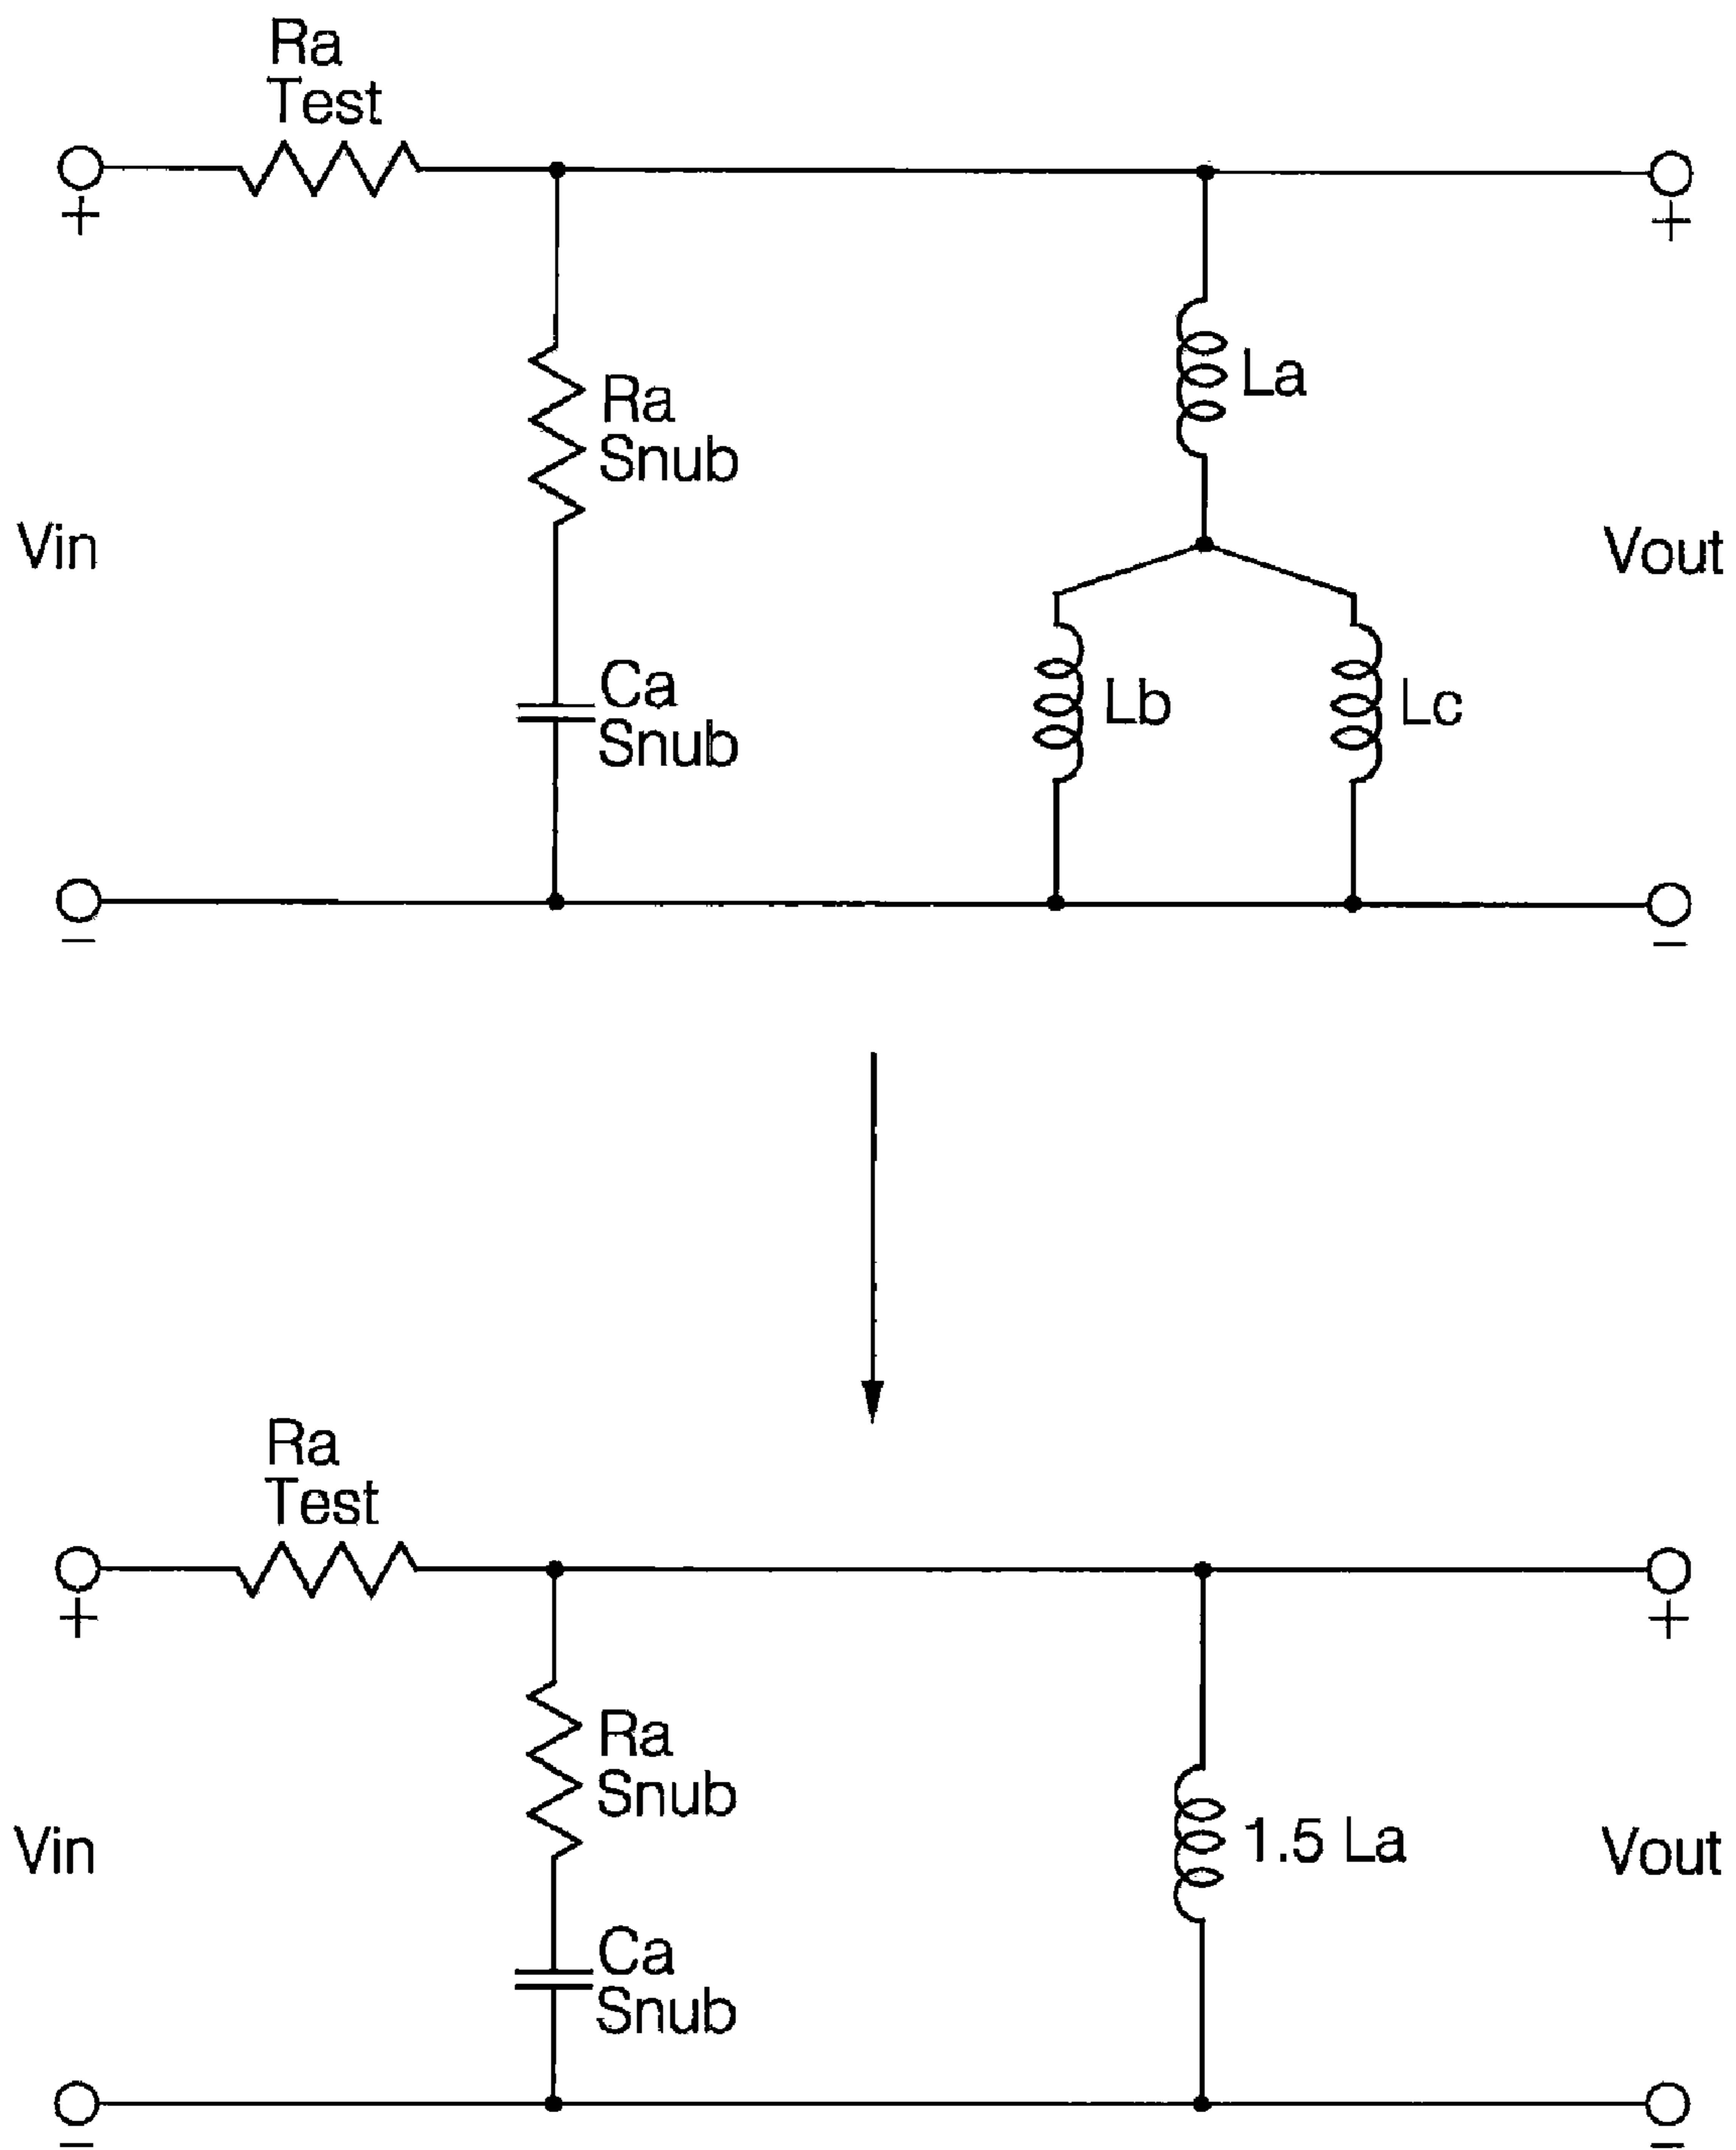 Ra
Test
+
+
Ra
Snub
La
Vin
Vout
Ca
Snub
Lb
Lc
−
−
Ra
Test
+
+
Ra
Snub
Vin
1.5 La
Vout
Ca
Snub
−
−